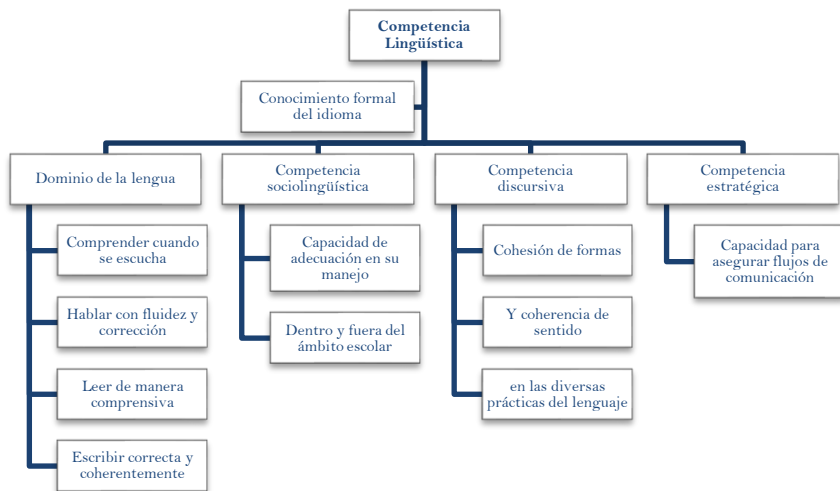 Competencia
Lingüística
Conocimiento formal
del idioma
Dominio de la lengua
Comprender cuando
se escucha
Hablar con fluidez y
corrección
Leer de manera
comprensiva
Escribir correcta y
coherentemente
Competencia
sociolingüística
Capacidad de
adecuación en su
manejo
Dentro y fuera del
ámbito escolar
Competencia
discursiva
Cohesión de formas
Y coherencia de
sentido
en las diversas
prácticas del lenguaje
Competencia
estratégica
Capacidad para
asegurar flujos de
comunicación